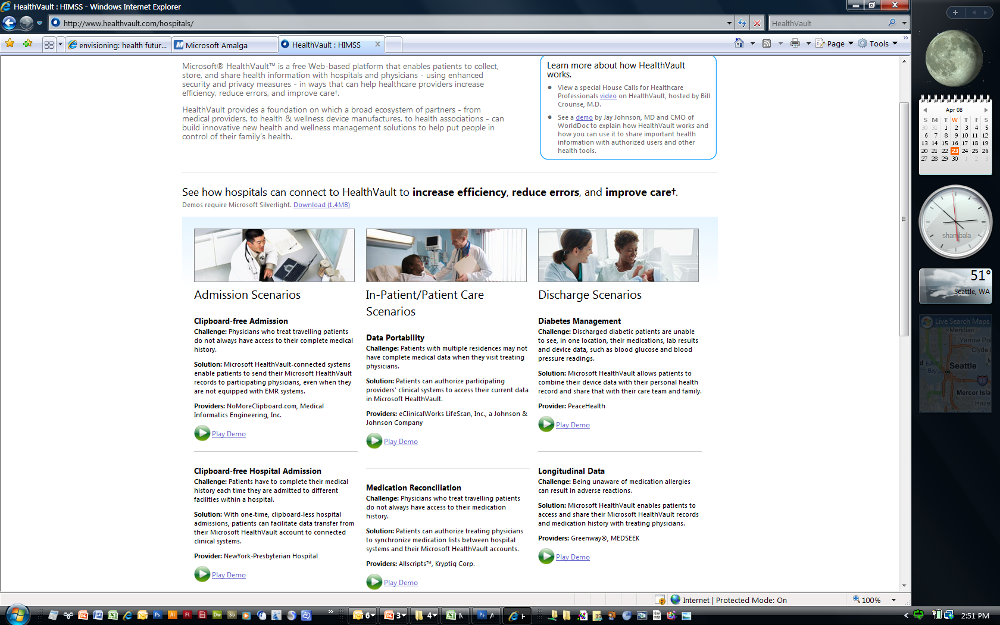 HealthVault : HIMSS - Windows Internet Explorer
http://www.healthvault.com/hospitals/
HealthVault
envisioning: health futur...
Microsoft Amalga
HealthVault : HIMSS
Page
Tools
Microsoft® HealthVault™ is a free Web-based platform that enables patients to collect,
store, and share health information with hospitals and physicians - using enhanced
security and privacy measures - in ways that can help healthcare providers increase
efficiency, reduce errors, and improve care†.
HealthVault provides a foundation on which a broad ecosystem of partners - from
medical providers, to health & wellness device manufactures, to health associations - can
build innovative new health and wellness management solutions to help put people in
control of their family's health.
Learn more about how HealthVault
works.
View a special House Calls for Healthcare
Professionals video on HealthVault, hosted by Bill
Crounse, M.D.
See a demo by Jay Johnson, MD and CMO of
WorldDoc to explain how HealthVault works and
how you can use it to share important health
information with authorized users and other
health tools.
See how hospitals can connect to HealthVault to increase efficiency, reduce errors, and improve care†.
Demos require Microsoft Silverlight. Download (1.4MB)
Admission Scenarios
Clipboard-free Admission
Challenge: Physicians who treat travelling patients
do not always have access to their complete medical
history.
Solution: Microsoft HealthVault-connected systems
enable patients to send their Microsoft HealthVault
records to participating physicians, even when they
are not equipped with EMR systems.
Providers: NoMoreClipboard.com, Medical
Informatics Engineering, Inc.
Play Demo
Clipboard-free Hospital Admission
Challenge: Patients have to complete their medical
history each time they are admitted to different
facilities within a hospital.
Solution: With one-time, clipboard-less hospital
admissions, patients can facilitate data transfer from
their Microsoft HealthVault account to connected
clinical systems.
Provider: NewYork-Presbyterian Hospital
Play Demo
In-Patient/Patient Care
Scenarios
Data Portability
Challenge: Patients with multiple residences may not
have complete medical data when they visit treating
physicians.
Solution: Patients can authorize participating
providers' clinical systems to access their current data
in Microsoft HealthVault.
Providers: eClinicalWorks LifeScan, Inc., a Johnson &
Johnson Company
Play Demo
Medication Reconciliation
Challenge: Physicians who treat travelling patients
do not always have access to their medication
history.
Solution: Patients can authorize treating physicians
to synchronize medication lists between hospital
systems and their Microsoft HealthVault accounts.
Providers: Allscripts™, Kryptiq Corp.
Play Demo
Discharge Scenarios
Diabetes Management
Challenge: Discharged diabetic patients are unable
to see, in one location, their medications, lab results
and device data, such as blood glucose and blood
pressure readings.
Solution: Microsoft HealthVault allows patients to
combine their device data with their personal health
record and share that with their care team and family.
Provider: PeaceHealth
Play Demo
Longitudinal Data
Challenge: Being unaware of medication allergies
can result in adverse reactions.
Solution: Microsoft HealthVault enables patients to
access and share their Microsoft HealthVault records
and medication history with treating physicians.
Providers: Greenway®, MEDSEEK
Play Demo
Apr 08
S M T W T F S
30 31 1 2 3 4 5
6 7 8 9 10 11 12
13 14 15 16 17 18 19
20 21 22 23 24 25 26
27 28 29 30 1 2 3
shambala
51°
Seattle, WA
Live Search Maps
Meridian
Yarrow Poi
Clyde
Elliott
Bay
Seattle
90
Mercer Isla
Haze
Internet | Protected Mode: On
100%
Ps Ai Fl Dw Sb
6 3 4 N Ps A H
2:51 PM